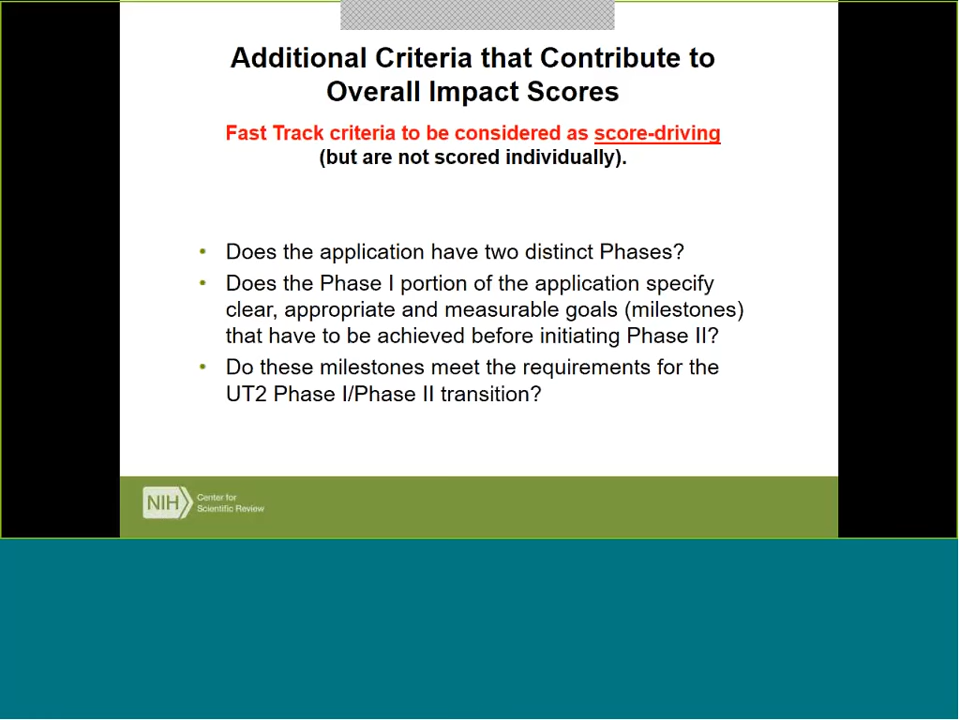 Additional Criteria that Contribute to
Overall Impact Scores
Fast Track criteria to be considered as score-driving
(but are not scored individually).
• Does the application have two distinct Phases?
• Does the Phase I portion of the application specify
clear, appropriate and measurable goals (milestones)
that have to be achieved before initiating Phase II?
• Do these milestones meet the requirements for the
UT2 Phase I/Phase II transition?
NIH
Center for
Scientific Review